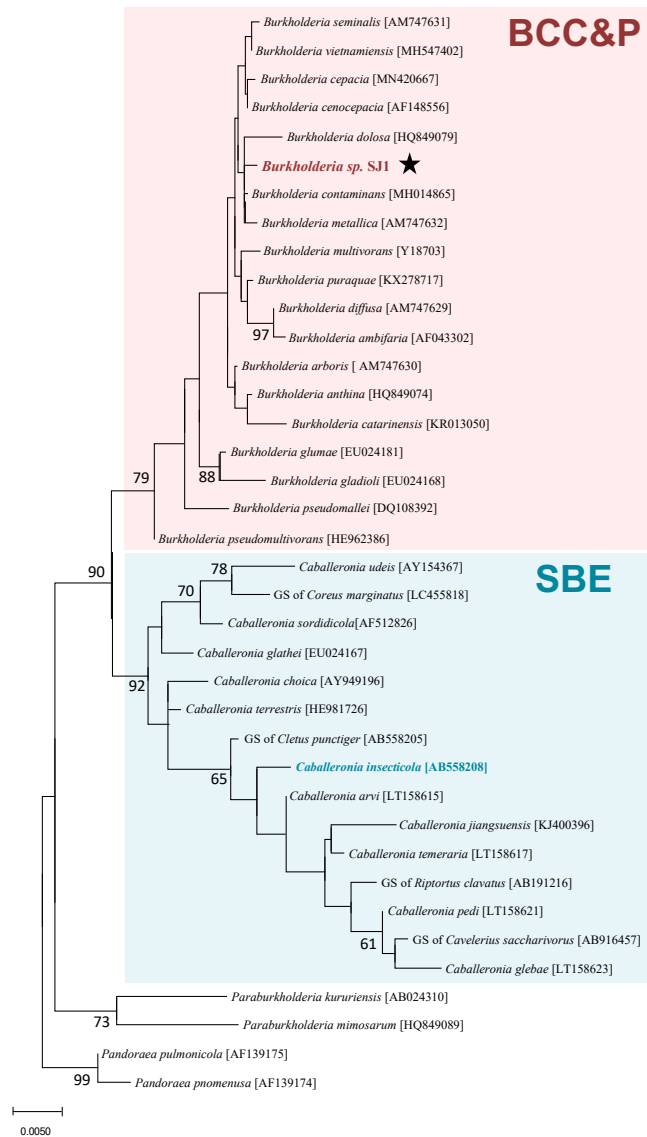 BCC&P
Burkholderia seminalis [AM747631]
Burkholderia vietnamiensis [MH547402]
Burkholderia cepacia [MN420667]
Burkholderia cenocepacia [AF148556]
Burkholderia dolosa [HQ849079]
Burkholderia sp. SJ1
Burkholderia contaminans [MH014865]
Burkholderia metallica [AM747632]
Burkholderia multivorans [Y18703]
Burkholderia puraquae [KX278717]
Burkholderia diffusa [AM747629]
97
Burkholderia ambifaria [AF043302]
Burkholderia arboris [ AM747630]
Burkholderia anthina [HQ849074]
Burkholderia catarinensis [KR013050]
Burkholderia glumae [EU024181]
79
88
Burkholderia gladioli [EU024168]
Burkholderia pseudomallei [DQ108392]
Burkholderia pseudomultivorans [HE962386]
SBE
90
78
Caballeronia udeis [AY154367]
70
GS of Coreus marginatus [LC455818]
Caballeronia sordidicola[AF512826]
Caballeronia glathei [EU024167]
92
Caballeronia choica [AY949196]
Caballeronia terrestris [HE981726]
GS of Cletus punctiger [AB558205]
65
Caballeronia insecticola [AB558208]
Caballeronia arvi [LT158615]
Caballeronia jiangsuensis [KJ400396]
Caballeronia temeraria [LT158617]
GS of Riptortus clavatus [AB191216]
Caballeronia pedi [LT158621]
61
GS of Cavelerius saccharivorus [AB916457]
Caballeronia glebae [LT158623]
Paraburkholderia kururiensis [AB024310]
73
Paraburkholderia mimosarum [HQ849089]
Pandoraea pulmonicola [AF139175]
99
Pandoraea pnomenusa [AF139174]
0.0050